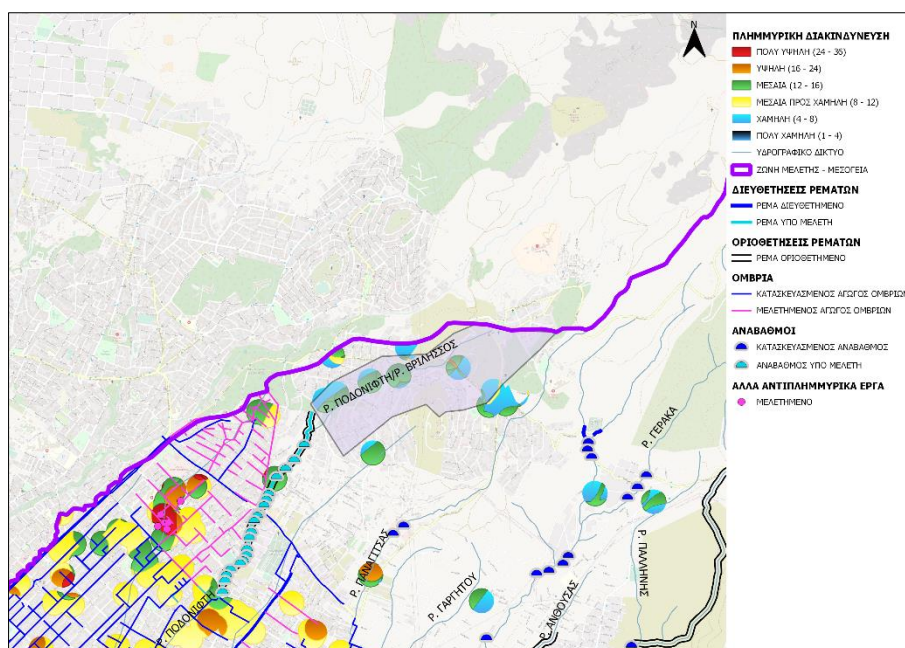 N
Ρ. ΠΟΔΟΝΙΦΤΗ/Ρ. ΒΡΙΛΗΣΣΟΣ
Ρ. ΓΕΡΑΚΑ
Ρ. ΠΑΝΑΓΙΤΣΑΣ
Ρ. ΓΑΡΓΗΤΟΥ
Ρ. ΑΝΘΟΥΣΑΣ
Ρ. ΠΑΛΛΗΝΗΣ
Ρ. ΠΟΔΟΝΙΦΤΗ
ΠΛΗΜΜΥΡΙΚΗ ΔΙΑΚΙΝΔΥΝΕΥΣΗ
ΠΟΛΥ ΥΨΗΛΗ (24 - 36)
ΥΨΗΛΗ (16 - 24)
ΜΕΣΑΙΑ (12 - 16)
ΜΕΣΑΙΑ ΠΡΟΣ ΧΑΜΗΛΗ (8 - 12)
ΧΑΜΗΛΗ (4 - 8)
ΠΟΛΥ ΧΑΜΗΛΗ (1 - 4)
ΥΔΡΟΓΡΑΦΙΚΟ ΔΙΚΤΥΟ
ΖΩΝΗ ΜΕΛΕΤΗΣ - ΜΕΣΟΓΕΙΑ
ΔΙΕΥΘΕΤΗΣΕΙΣ ΡΕΜΑΤΩΝ
ΡΕΜΑ ΔΙΕΥΘΕΤΗΜΕΝΟ
ΡΕΜΑ ΥΠΟ ΜΕΛΕΤΗ
ΟΡΙΟΘΕΤΗΣΕΙΣ ΡΕΜΑΤΩΝ
ΡΕΜΑ ΟΡΙΟΘΕΤΗΜΕΝΟ
ΟΜΒΡΙΑ
ΚΑΤΑΣΚΕΥΑΣΜΕΝΟΣ ΑΓΩΓΟΣ ΟΜΒΡΙΩΝ
ΜΕΛΕΤΗΜΕΝΟΣ ΑΓΩΓΟΣ ΟΜΒΡΙΩΝ
ΑΝΑΒΑΘΜΟΙ
ΚΑΤΑΣΚΕΥΑΣΜΕΝΟΣ ΑΝΑΒΑΘΜΟΣ
ΑΝΑΒΑΘΜΟΣ ΥΠΟ ΜΕΛΕΤΗ
ΑΛΛΑ ΑΝΤΙΠΛΗΜΜΥΡΙΚΑ ΕΡΓΑ
ΜΕΛΕΤΗΜΕΝΟ